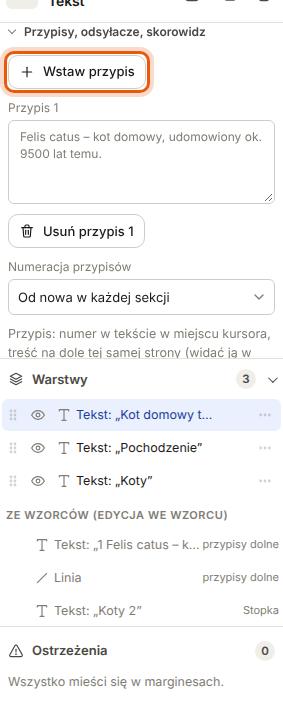 Tekst
Przypisy, odsyłacze, skorowidz
Wstaw przypis
Przypis 1
Felis catus – kot domowy, udomowiony ok.
9500 lat temu.
Usuń przypis 1
Numeracja przypisów
Od nowa w każdej sekcji
Przypis: numer w tekście w miejscu kursora,
treść na dole tej samej strony (widać ją w
Warstwy 3
Tekst: „Kot domowy t...
Tekst: „Pochodzenie”
Tekst: „Koty”
ZE WZORCÓW (EDYCJA WE WZORCU)
Tekst: „1 Felis catus – k... przypisy dolne
Linia przypisy dolne
Tekst: „Koty 2” Stopka
Ostrzeżenia 0
Wszystko mieści się w marginesach.